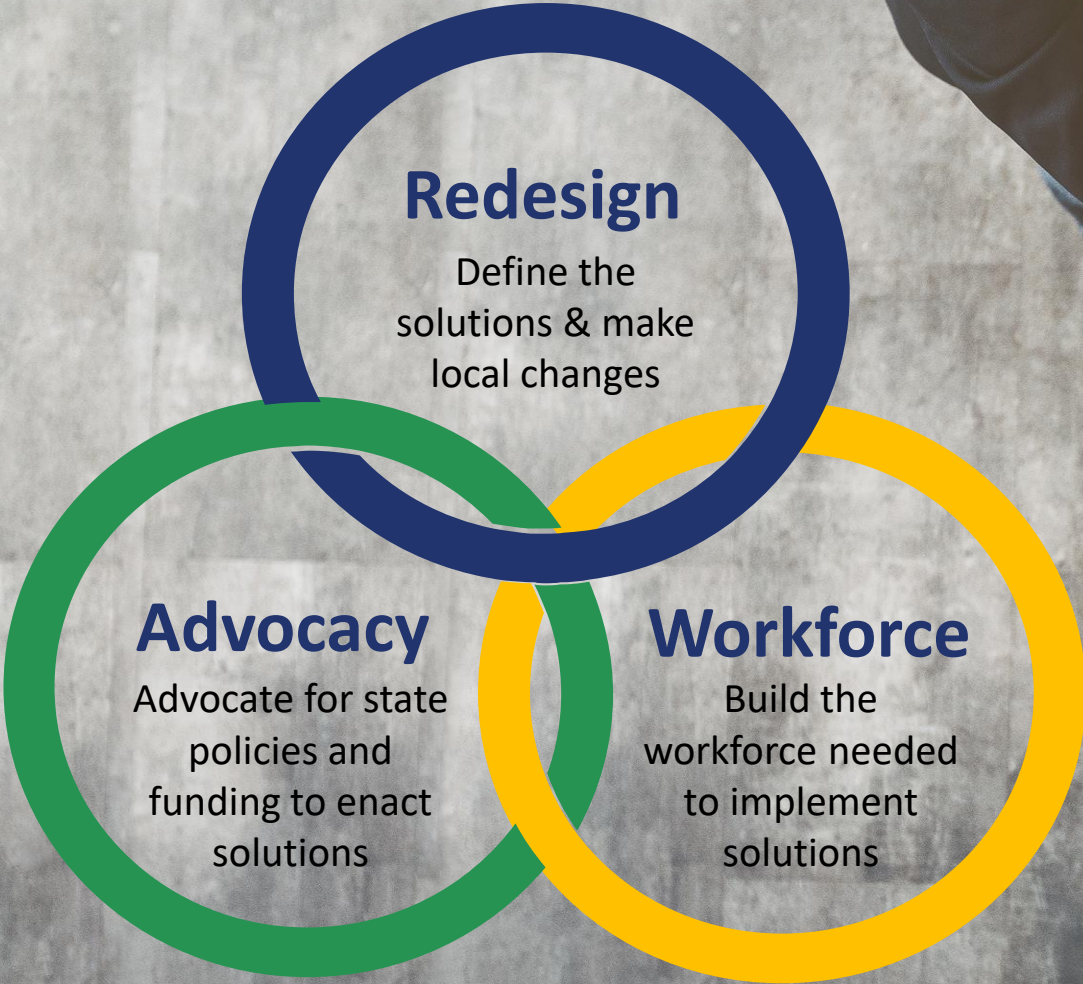 Redesign
Define the
solutions & make
local changes
Advocacy
Advocate for state
policies and
funding to enact
solutions
Workforce
Build the
workforce needed
to implement
solutions